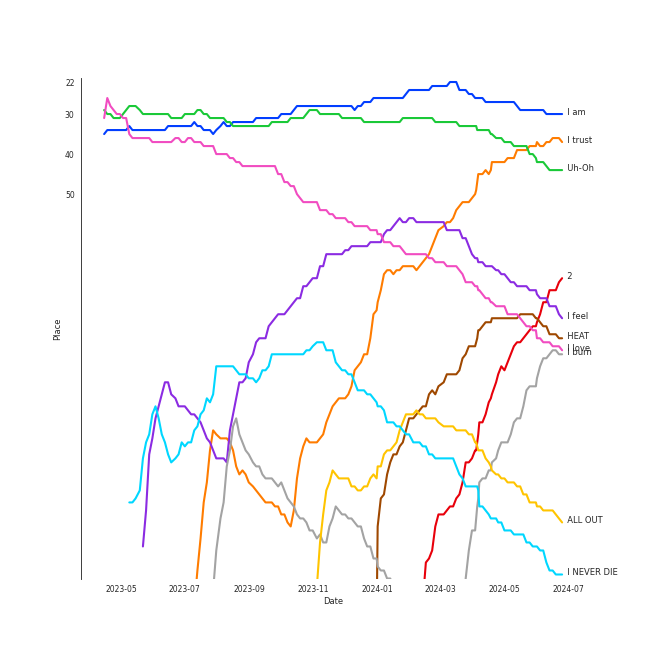 22
30
40
50
Place
I am
I trust
Uh-Oh
2
I feel
HEAT
I love
I burn
ALL OUT
I NEVER DIE
2023-05 2023-07 2023-09 2023-11 2024-01 2024-03 2024-05 2024-07
Date